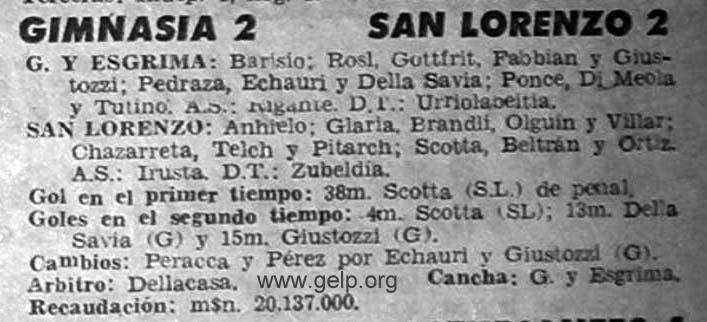 GIMNASIA 2 SAN LORENZO 2
G. Y ESGRIMA: Barisio; Rosl, Gottfrit, Fabbian y Gius-
tozzi; Pedraza, Echauri y Della Savia; Ponce, Di Meola
y Tutino. A.S.: Rigante. D.T.: Urriolabeitia.
SAN LORENZO: Anhielo; Glaria, Brandli, Olguin y Villar;
Chazarreta, Telch y Pitarch; Scotta, Beltrán y Ortiz.
A.S.: Irusta. D.T.: Zubeldía.
Gol en el primer tiempo: 38m. Scotta (S.L.) de penal.
Goles en el segundo tiempo: 4m. Scotta (SL); 13m. Della
Savia (G) y 15m. Giustozzi (G).
Cambios: Peracca y Pérez por Echauri y Giustozzi (G).
Arbitro: Dellacasa. www.gelp.org Cancha: G. y Esgrima.
Recaudación: m$n. 20.137.000.